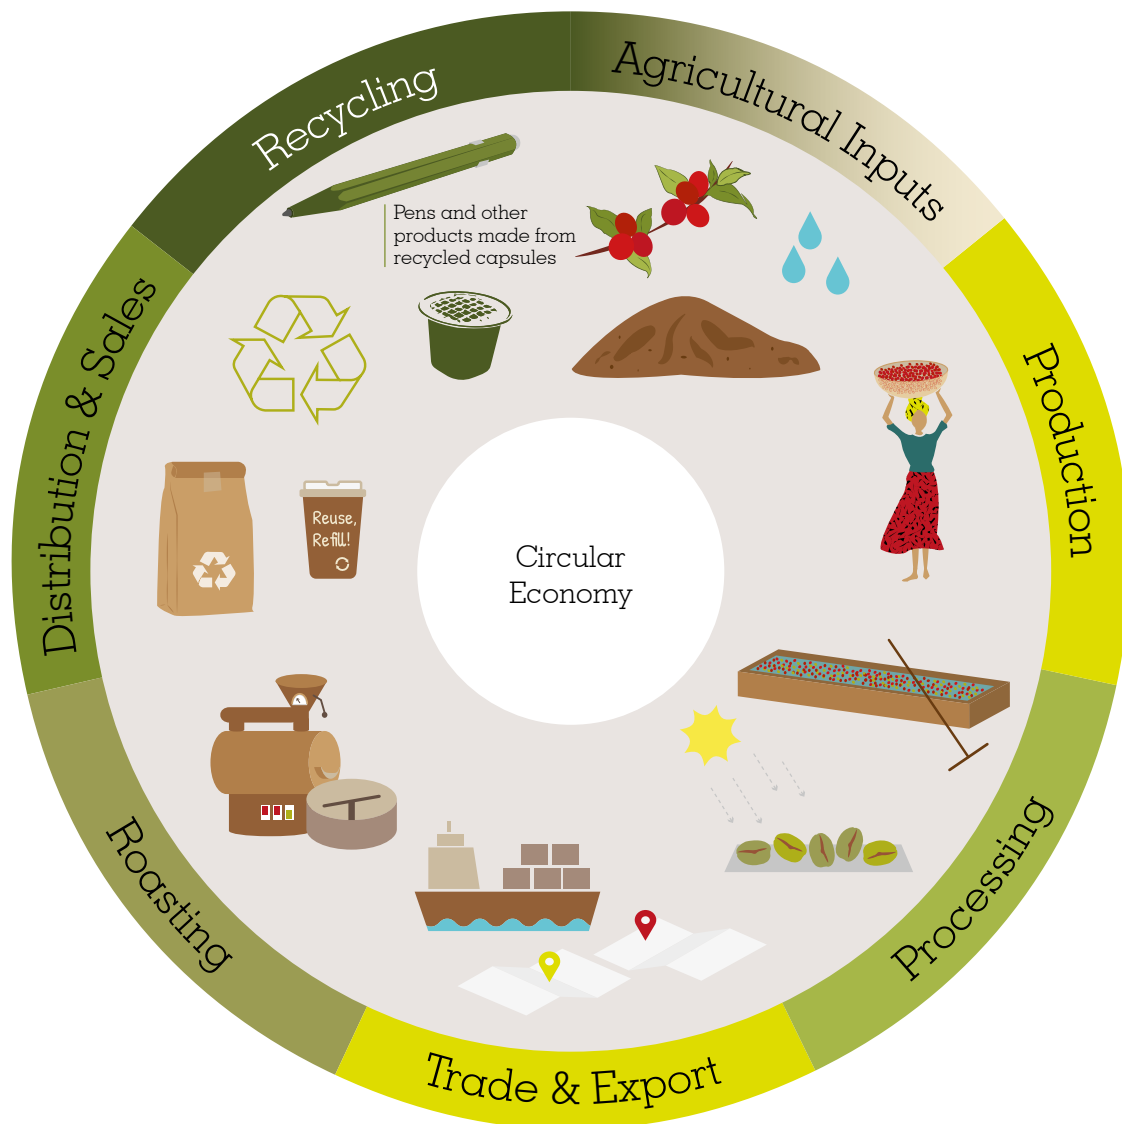 Recycling
Agricultural Inputs
Production
Processing
Trade & Export
Roasting
Distribution & Sales
Pens and other
products made from
recycled capsules
Reuse,
Refill!
Circular
Economy